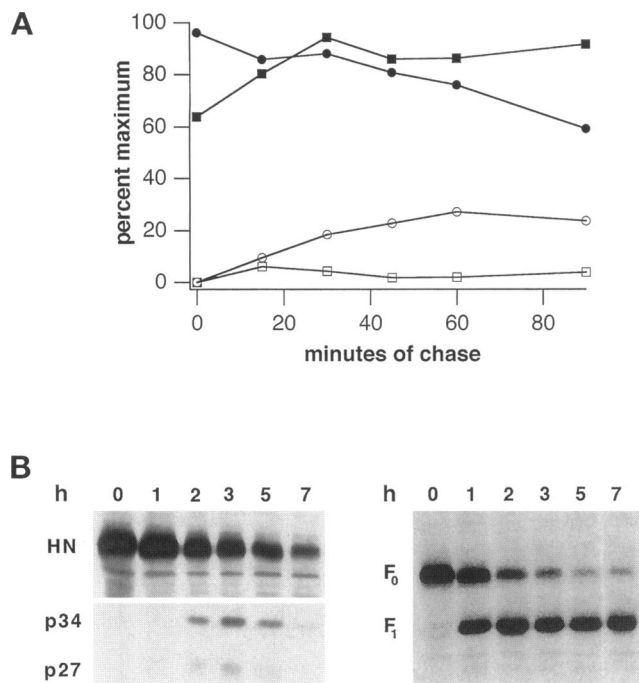 A
100
80
60
40
20
0
percent maximum
0 20 40 60 80
minutes of chase
B
h 0 1 2 3 5 7
HN
p34
p27
h 0 1 2 3 5 7
F₀
F₁